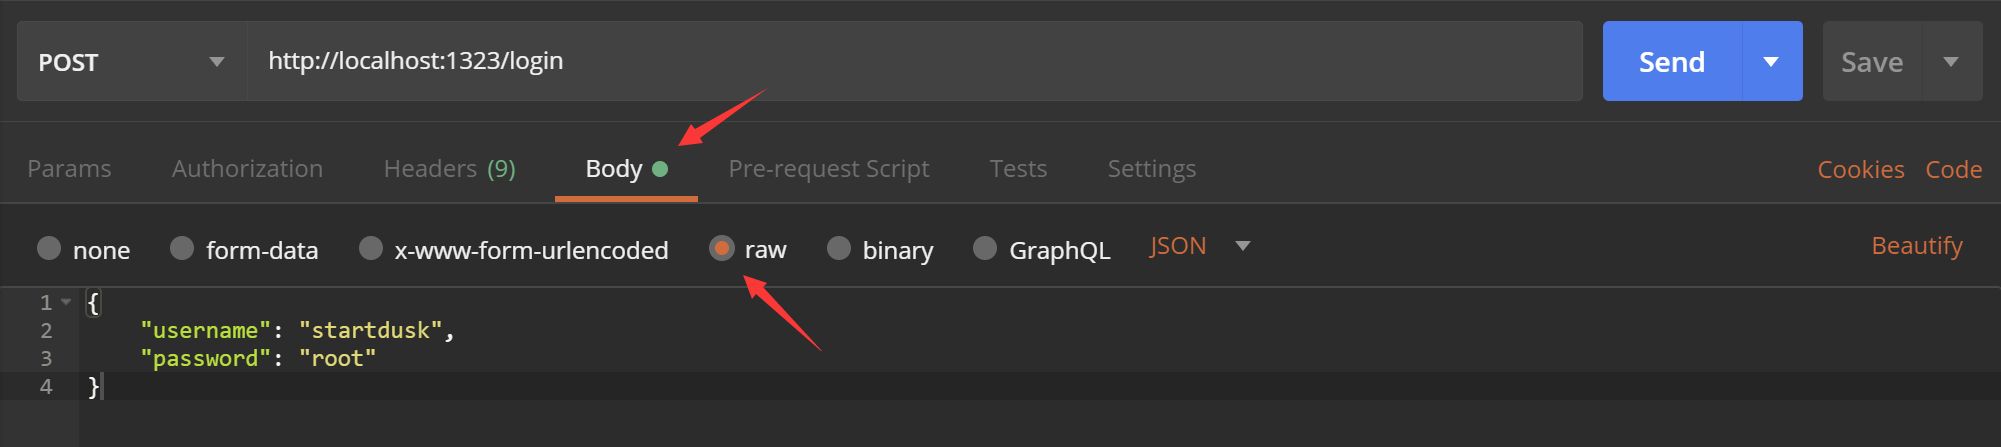 POST http://localhost:1323/login Send Save
Params Authorization Headers (9) Body Pre-request Script Tests Settings Cookies Code
none form-data x-www-form-urlencoded raw binary GraphQL JSON Beautify
1 {
2 "username": "startdusk",
3 "password": "root"
4 }